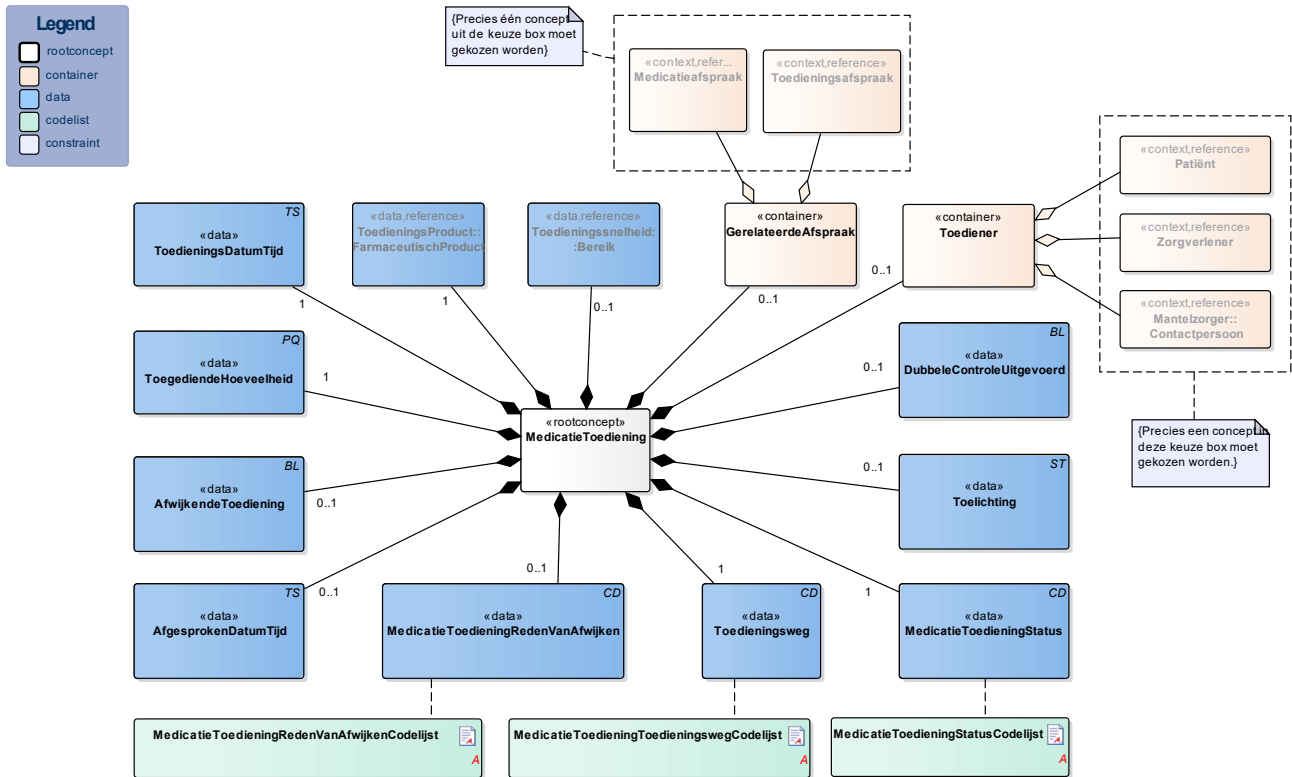 Legend
rootconcept
container
data
codelist
constraint
{Precies één concept
uit de keuze box moet
gekozen worden}
«context,refer...
Medicatieafspraak
«context,reference»
Toedieningsafspraak
«context,reference»
Patiënt
«context,reference»
Zorgverlener
«context,reference»
Mantelzorger::
Contactpersoon
{Precies een concept in
deze keuze box moet
gekozen worden.}
TS
«data»
ToedieningsDatumTijd
1
«data,reference»
ToedieningsProduct::
FarmaceutischProduct
1
«data,reference»
Toedieningssnelheid:
:Bereik
0..1
«container»
GerelateerdeAfspraak
0..1
«container»
Toediener
0..1
PQ
«data»
ToegediendeHoeveelheid
1
BL
«data»
DubbeleControleUitgevoerd
0..1
«rootconcept»
MedicatieToediening
BL
«data»
AfwijkendeToediening
0..1
ST
«data»
Toelichting
0..1
TS
«data»
AfgesprokenDatumTijd
0..1
CD
«data»
MedicatieToedieningRedenVanAfwijken
0..1
CD
«data»
Toedieningsweg
1
CD
«data»
MedicatieToedieningStatus
1
MedicatieToedieningRedenVanAfwijkenCodelijst
A
MedicatieToedieningToedieningswegCodelijst
A
MedicatieToedieningStatusCodelijst
A